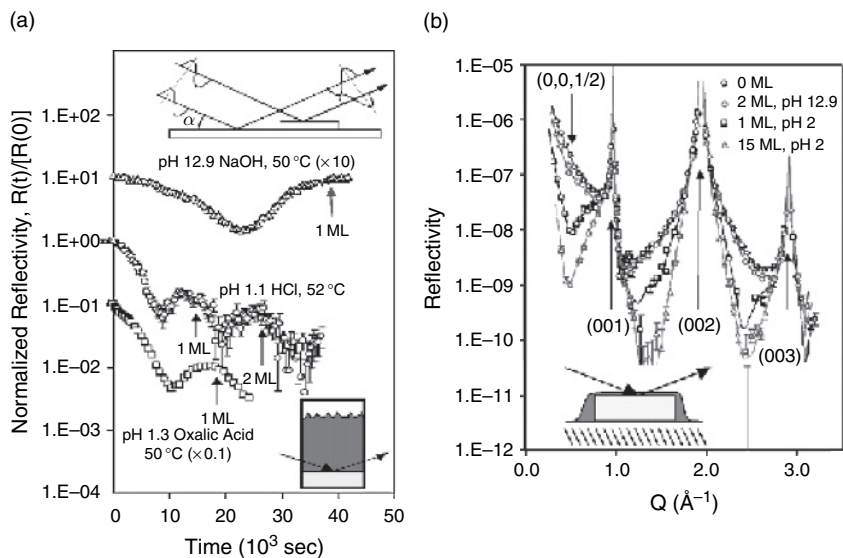 (a)
Normalized Reflectivity, R(t)/[R(0)]
1.E+02
1.E+01
1.E+00
1.E–01
1.E–02
1.E–03
1.E–04
α
pH 12.9 NaOH, 50 °C (×10)
1 ML
pH 1.1 HCl, 52 °C
1 ML
2 ML
1 ML
pH 1.3 Oxalic Acid
50 °C (×0.1)
0 10 20 30 40 50
Time (10³ sec)
(b)
Reflectivity
1.E–05
1.E–06
1.E–07
1.E–08
1.E–09
1.E–10
1.E–11
1.E–12
(0,0,1/2)
0 ML
2 ML, pH 12.9
1 ML, pH 2
15 ML, pH 2
(001)
(002)
(003)
0.0 1.0 2.0 3.0
Q (Å⁻¹)